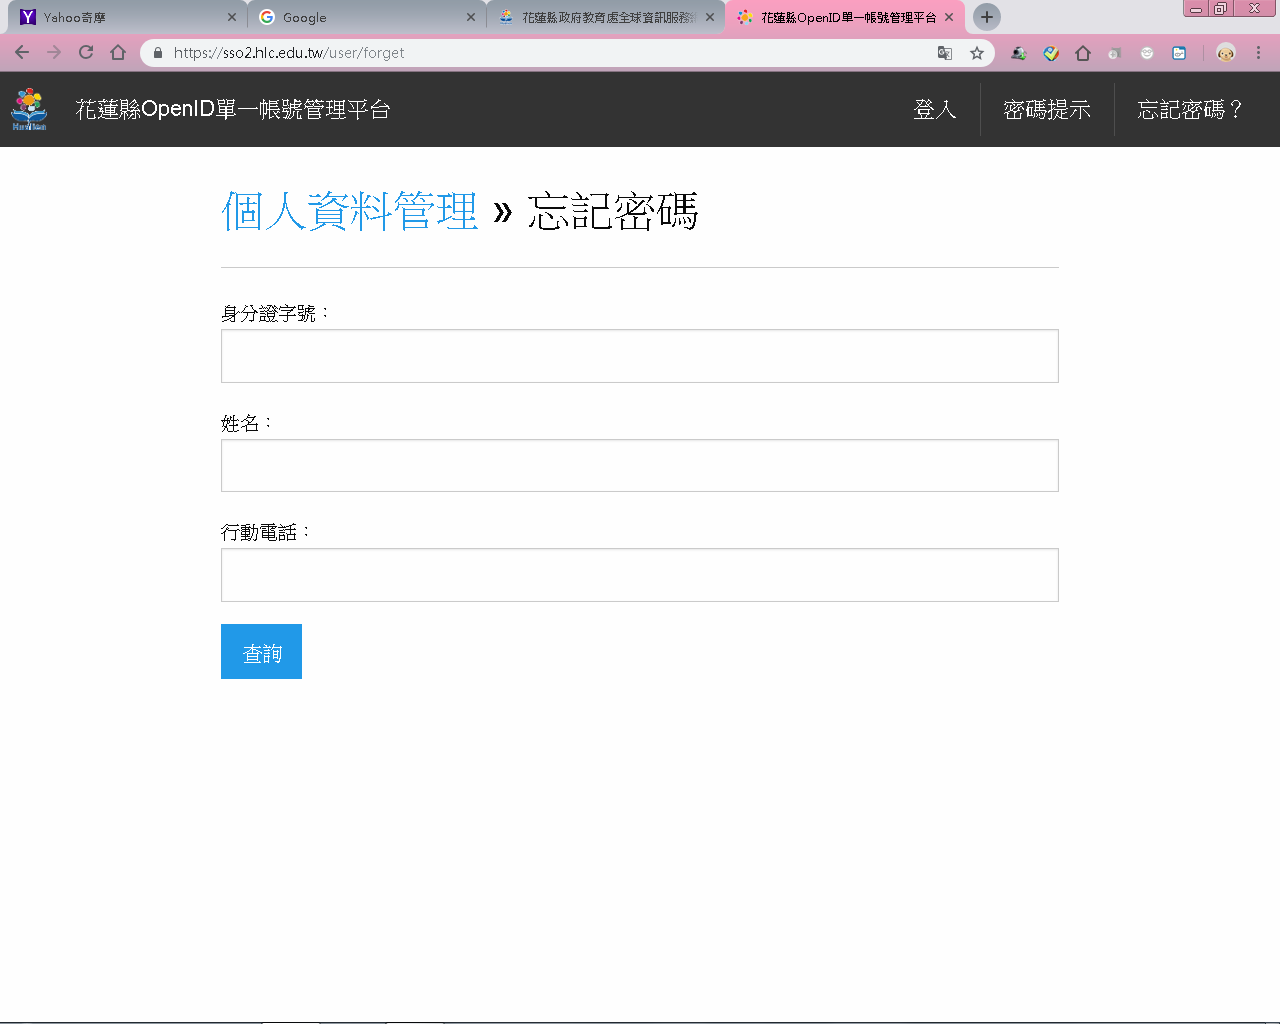 Yahoo奇摩
Google
花蓮縣政府教育處全球資訊服務
花蓮縣OpenID單一帳號管理平台
https://sso2.hlc.edu.tw/user/forget
花蓮縣OpenID單一帳號管理平台
登入
密碼提示
忘記密碼？
個人資料管理 » 忘記密碼
身分證字號：
姓名：
行動電話：
查詢